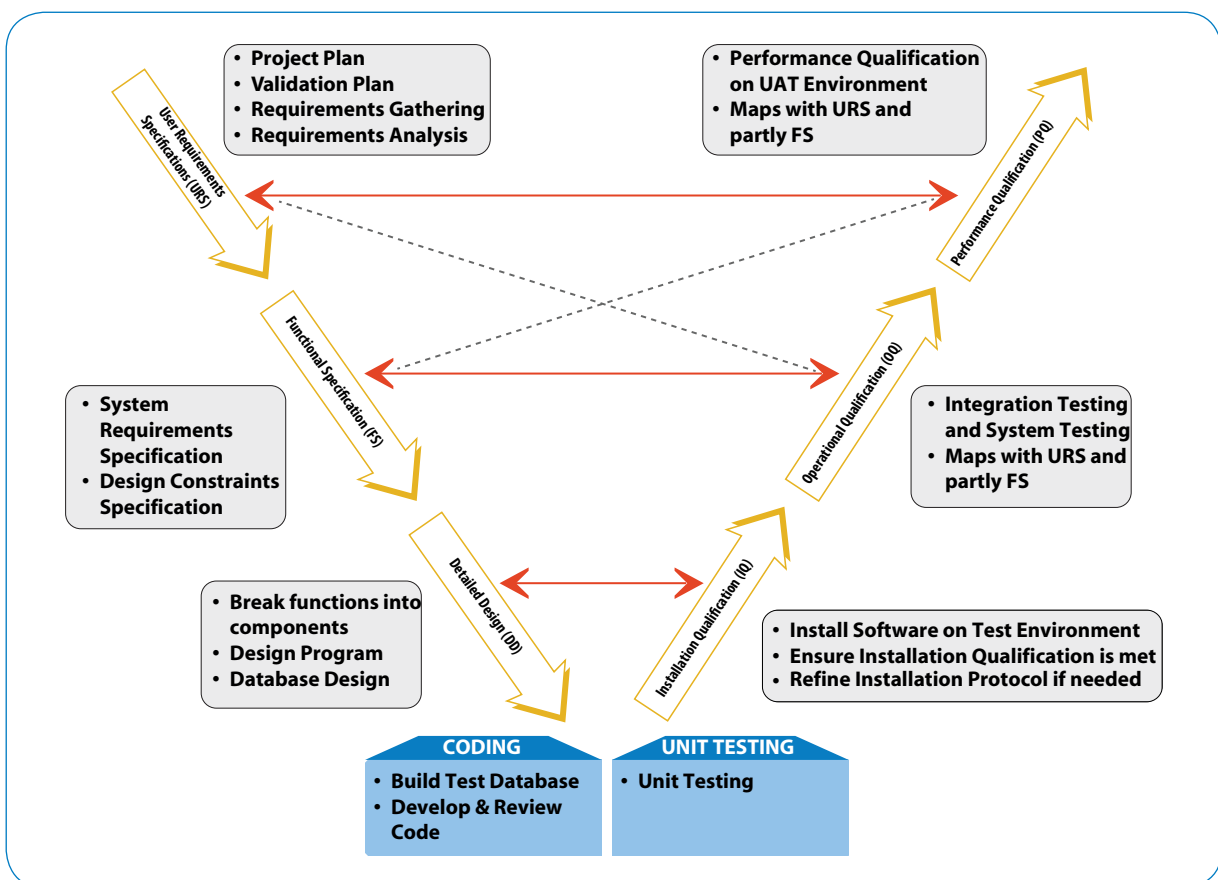 • Project Plan
• Validation Plan
• Requirements Gathering
• Requirements Analysis
• Performance Qualification
on UAT Environment
• Maps with URS and
partly FS
User Requirements
Specifications (URS)
Performance Qualification (PQ)
Functional Specification (FS)
Operational Qualification (OQ)
• System
Requirements
Specification
• Design Constraints
Specification
• Integration Testing
and System Testing
• Maps with URS and
partly FS
Detailed Design (DD)
Installation Qualification (IQ)
• Break functions into
components
• Design Program
• Database Design
• Install Software on Test Environment
• Ensure Installation Qualification is met
• Refine Installation Protocol if needed
CODING
• Build Test Database
• Develop & Review
Code
UNIT TESTING
• Unit Testing